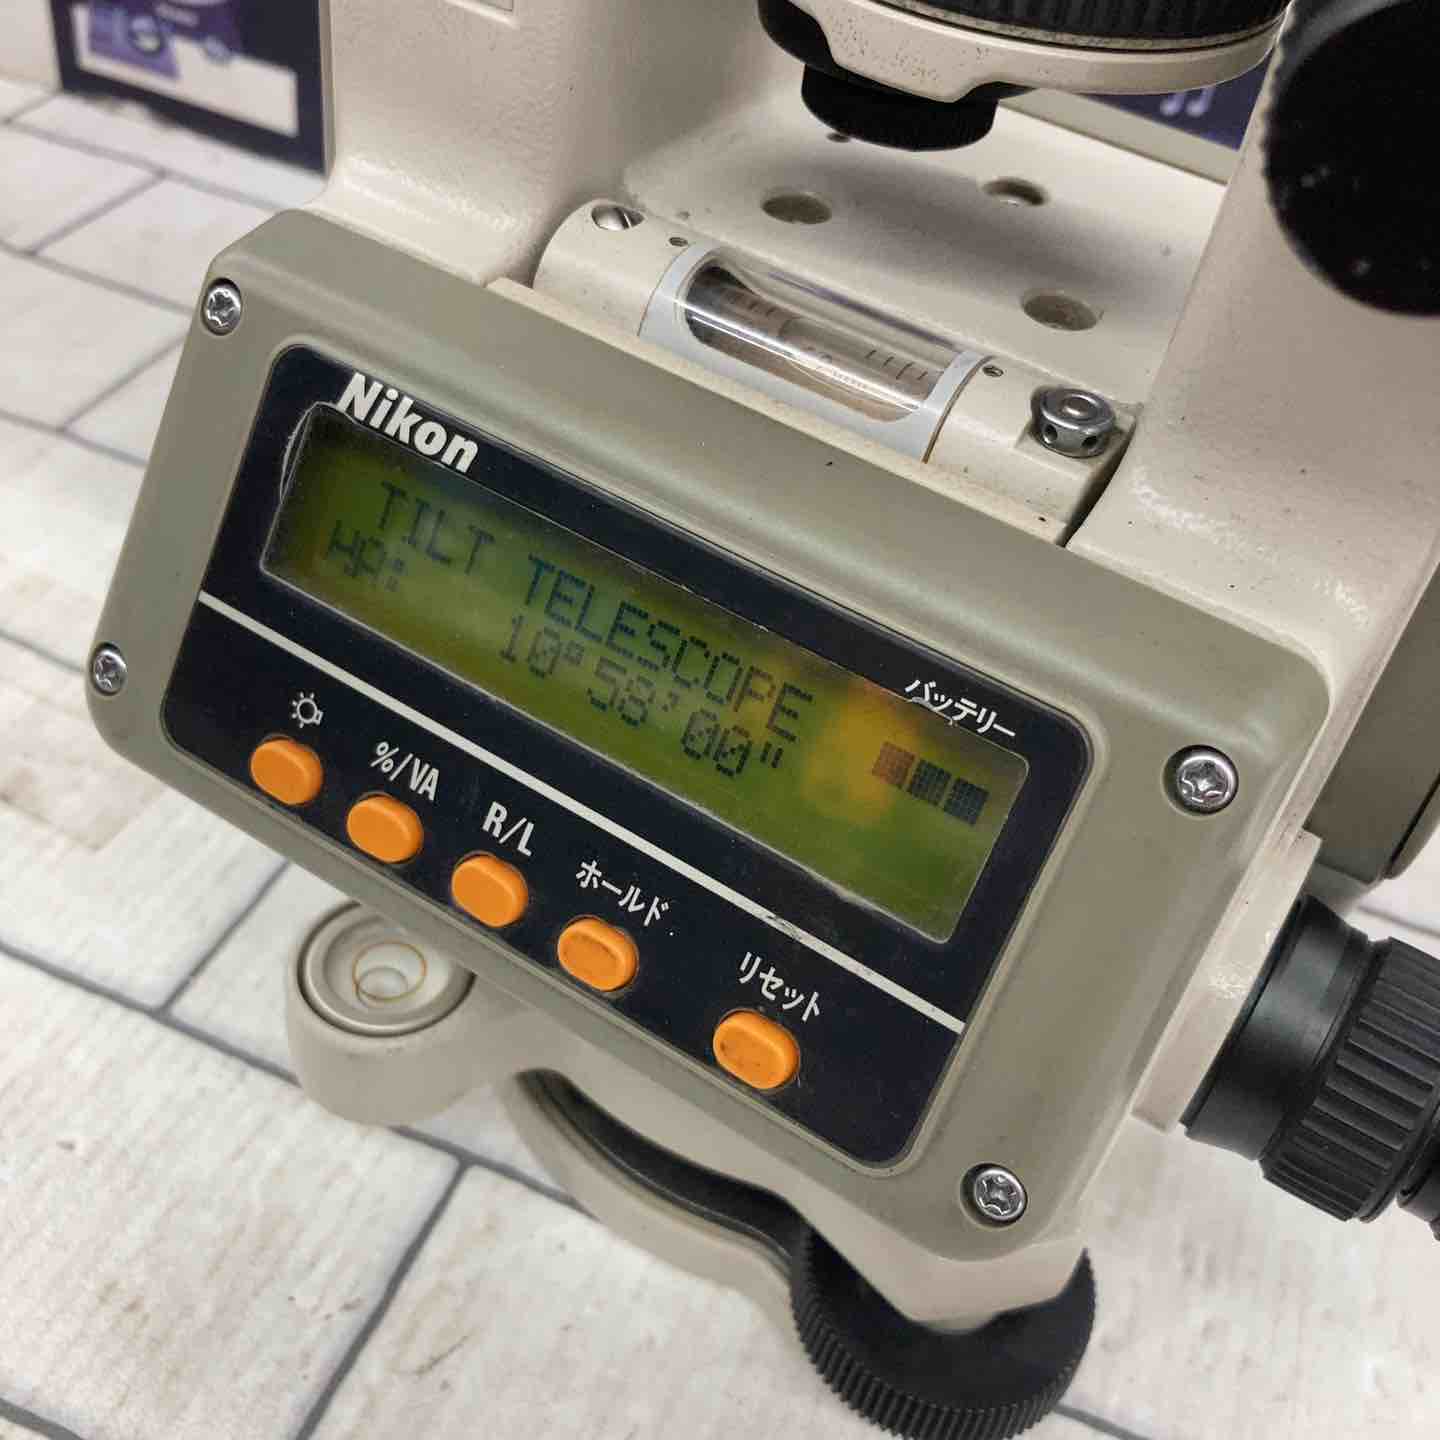 Nikon
TILT TELESCOPE
HA: 10°58'00"
バッテリー
%/VA
R/L
ホールド
リセット